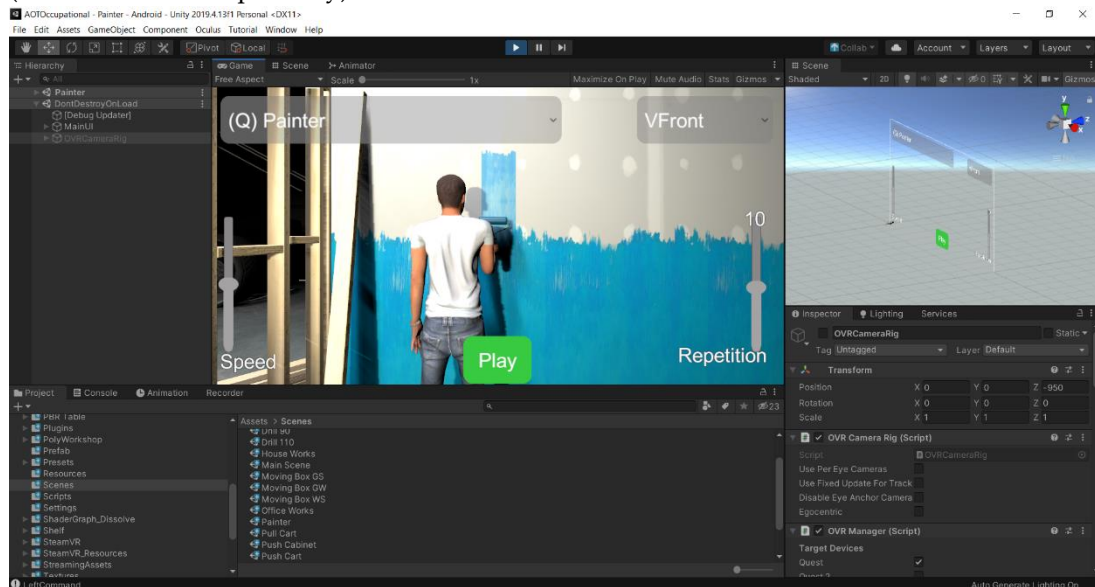 AOTOccupational - Painter - Android - Unity 2019.4.13f1 Personal <DX11>
File Edit Assets GameObject Component Oculus Tutorial Window Help
Pivot Local Collab Account Layers Layout
Hierarchy
All
Painter
DontDestroyOnLoad
[Debug Updater]
MainUI
OVRCameraRig
Game Scene Animator
Free Aspect Scale 1x Maximize On Play Mute Audio Stats Gizmos
(Q) Painter VFront
10
Speed Play Repetition
Scene
Shaded 2D 0 Gizmos
y
z
x
Inspector Lighting Services
OVRCameraRig Static
Tag Untagged Layer Default
Transform
Position X 0 Y 0 Z -950
Rotation X 0 Y 0 Z 0
Scale X 1 Y 1 Z 1
OVR Camera Rig (Script)
Script OVRCameraRig
Use Per Eye Cameras
Use Fixed Update For Track
Disable Eye Anchor Camera
Egocentric
OVR Manager (Script)
Target Devices
Quest
Quest 2
Project Console Animation Recorder
23
PBR Table
Plugins
PolyWorkshop
Prefab
Presets
Resources
Scenes
Scripts
Settings
ShaderGraph_Dissolve
Shelf
SteamVR
SteamVR_Resources
StreamingAssets
Textures
Assets > Scenes
Drill 90
Drill 110
House Works
Main Scene
Moving Box GS
Moving Box GW
Moving Box WS
Office Works
Painter
Pull Cart
Push Cabinet
Push Cart
LeftCommand
Auto Generate Lighting On